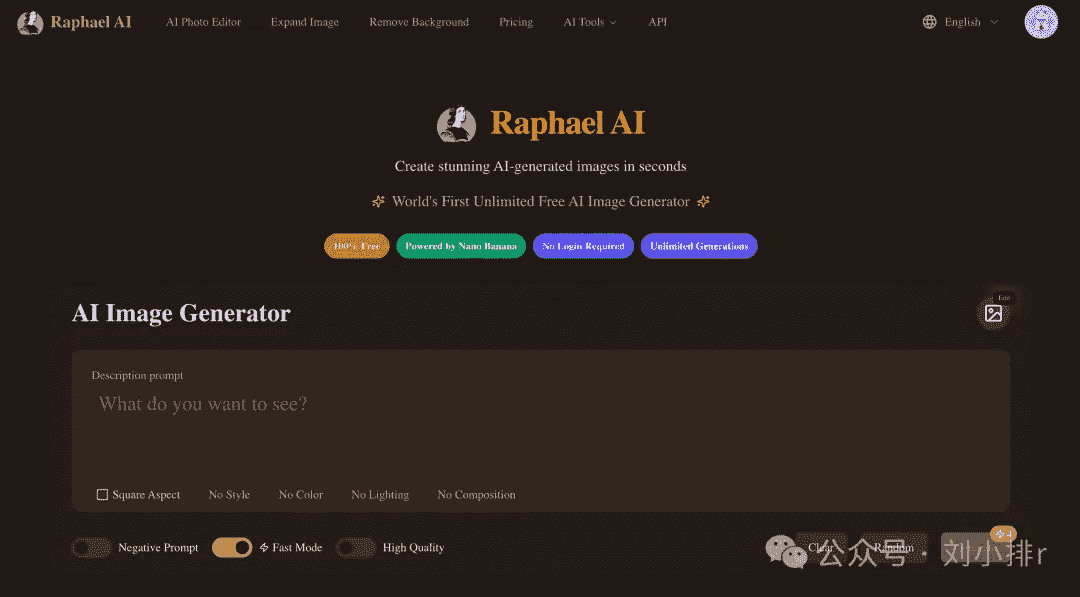 Raphael AI AI Photo Editor Expand Image Remove Background Pricing AI Tools API English
Raphael AI
Create stunning AI-generated images in seconds
World's First Unlimited Free AI Image Generator
100% Free Powered by Nano Banana No Login Required Unlimited Generations
AI Image Generator
Edit
Description prompt
What do you want to see?
Square Aspect No Style No Color No Lighting No Composition
4
Negative Prompt Fast Mode High Quality Clear Random
公众号 · 刘小排r